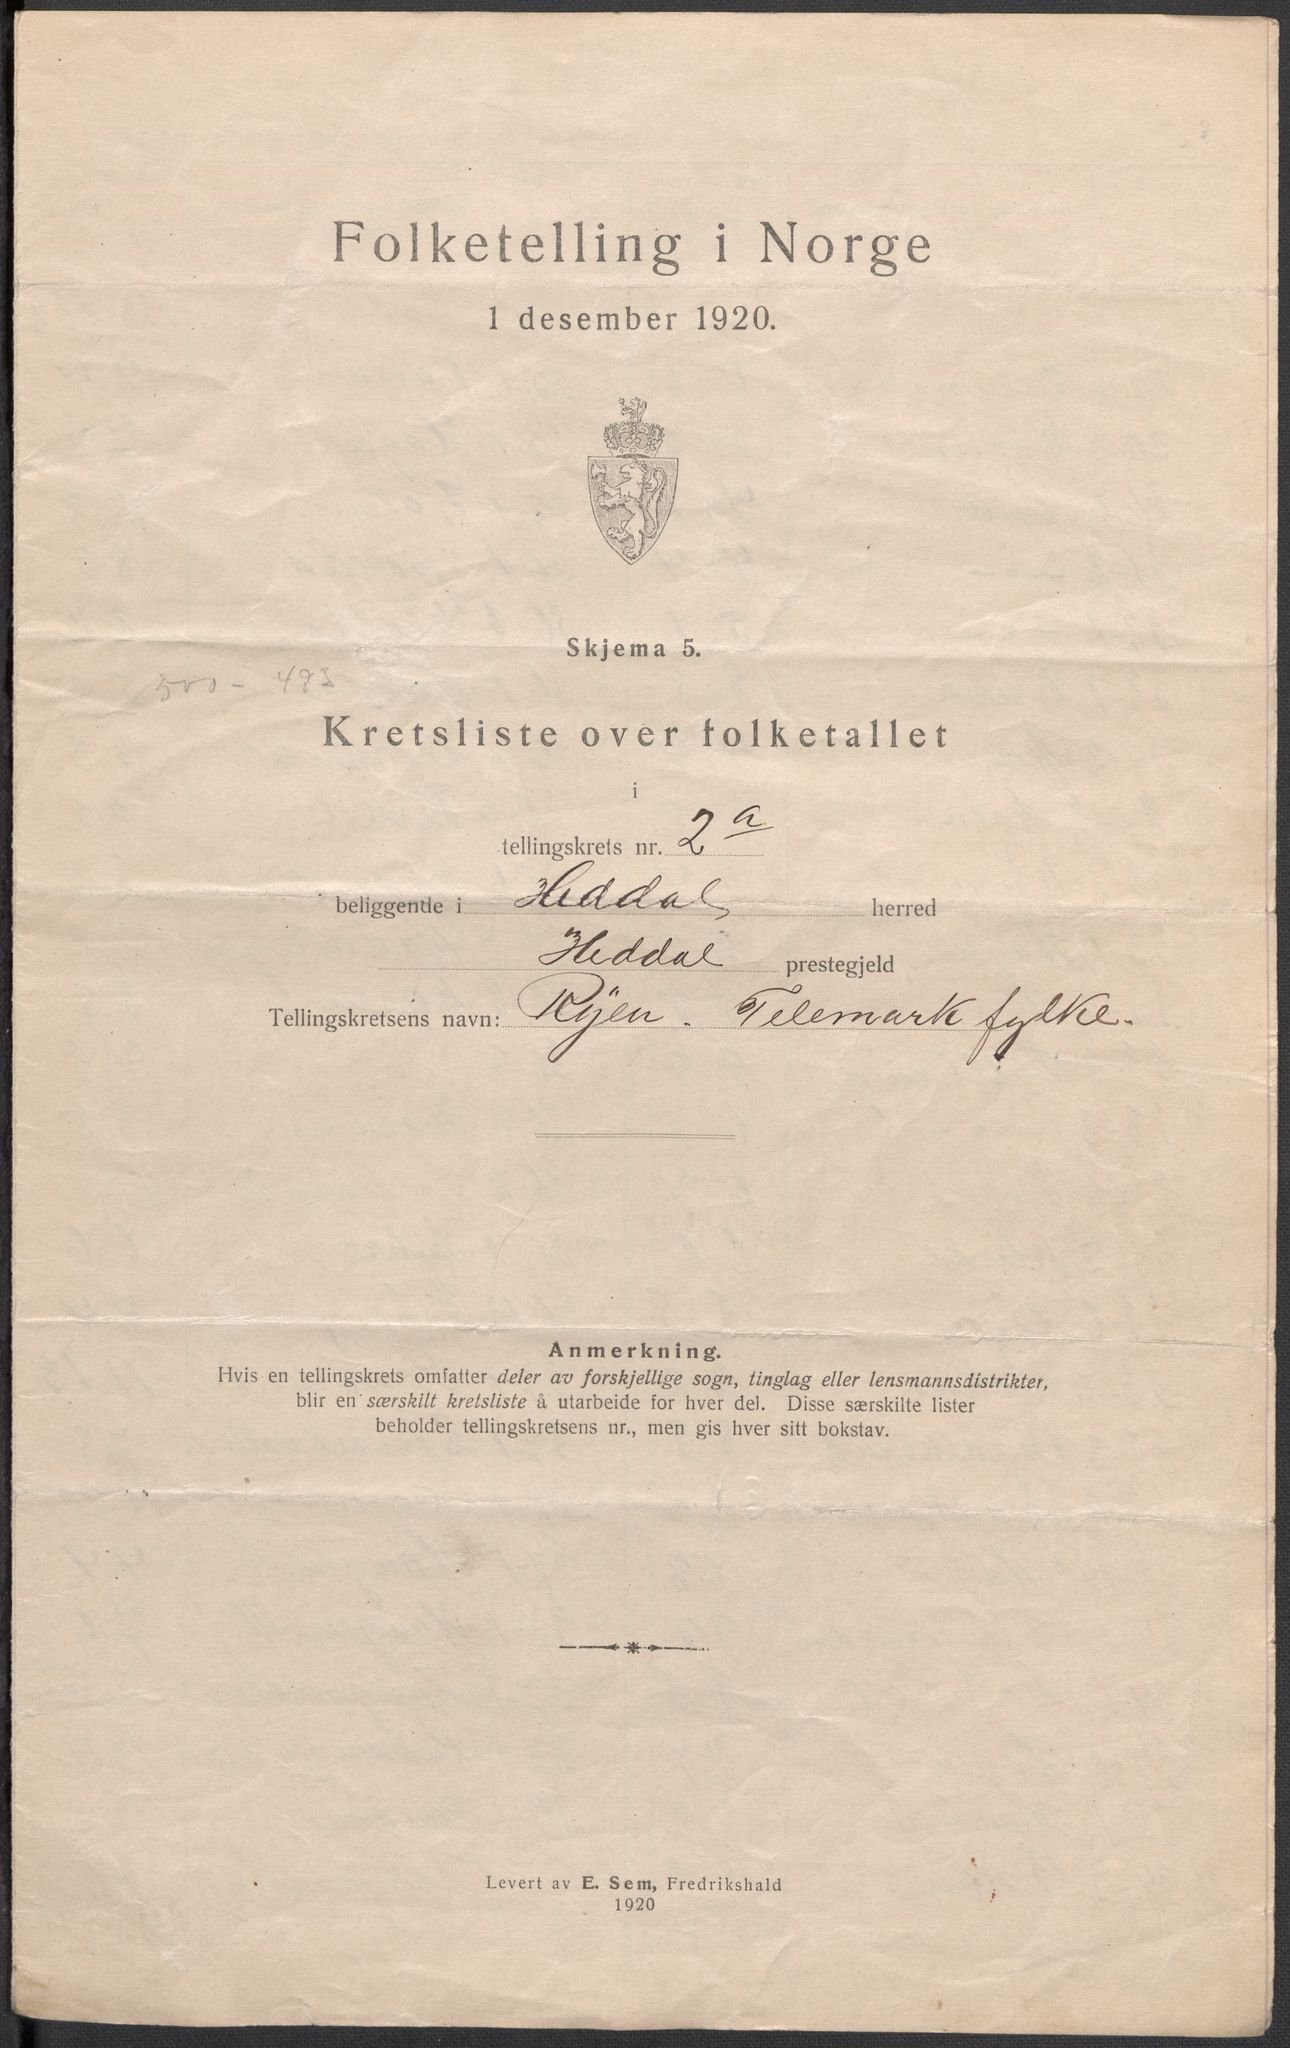 Folketelling i Norge
1 desember 1920.
Skjema 5.
500 - 493
Kretsliste over folketallet
i
tellingskrets nr. 2a
beliggende i Heddal herred
Heddal prestegjeld
Tellingskretsens navn: Ryen. Telemark fylke.
Anmerkning.
Hvis en tellingskrets omfatter deler av forskjellige sogn, tinglag eller lensmannsdistrikter,
blir en særskilt kretsliste å utarbeide for hver del. Disse særskilte lister
beholder tellingskretsens nr., men gis hver sitt bokstav.
Levert av E. Sem, Fredrikshald
1920